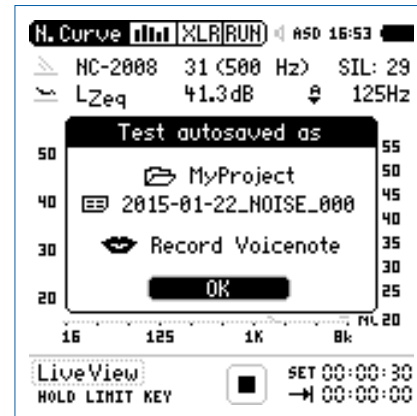 N.Curve XLR RUN ASD 16:53
NC-2008 31 (500 Hz) SIL: 29
LZeq 41.3dB 125Hz
Test autosaved as
MyProject
2015-01-22_NOISE_000
Record Voicenote
OK
50 40 30 20
55 50 45 40 35 30 25 20
NC
16 125 1K 8k
LiveView SET 00:00:30
HOLD LIMIT KEY 00:00:00